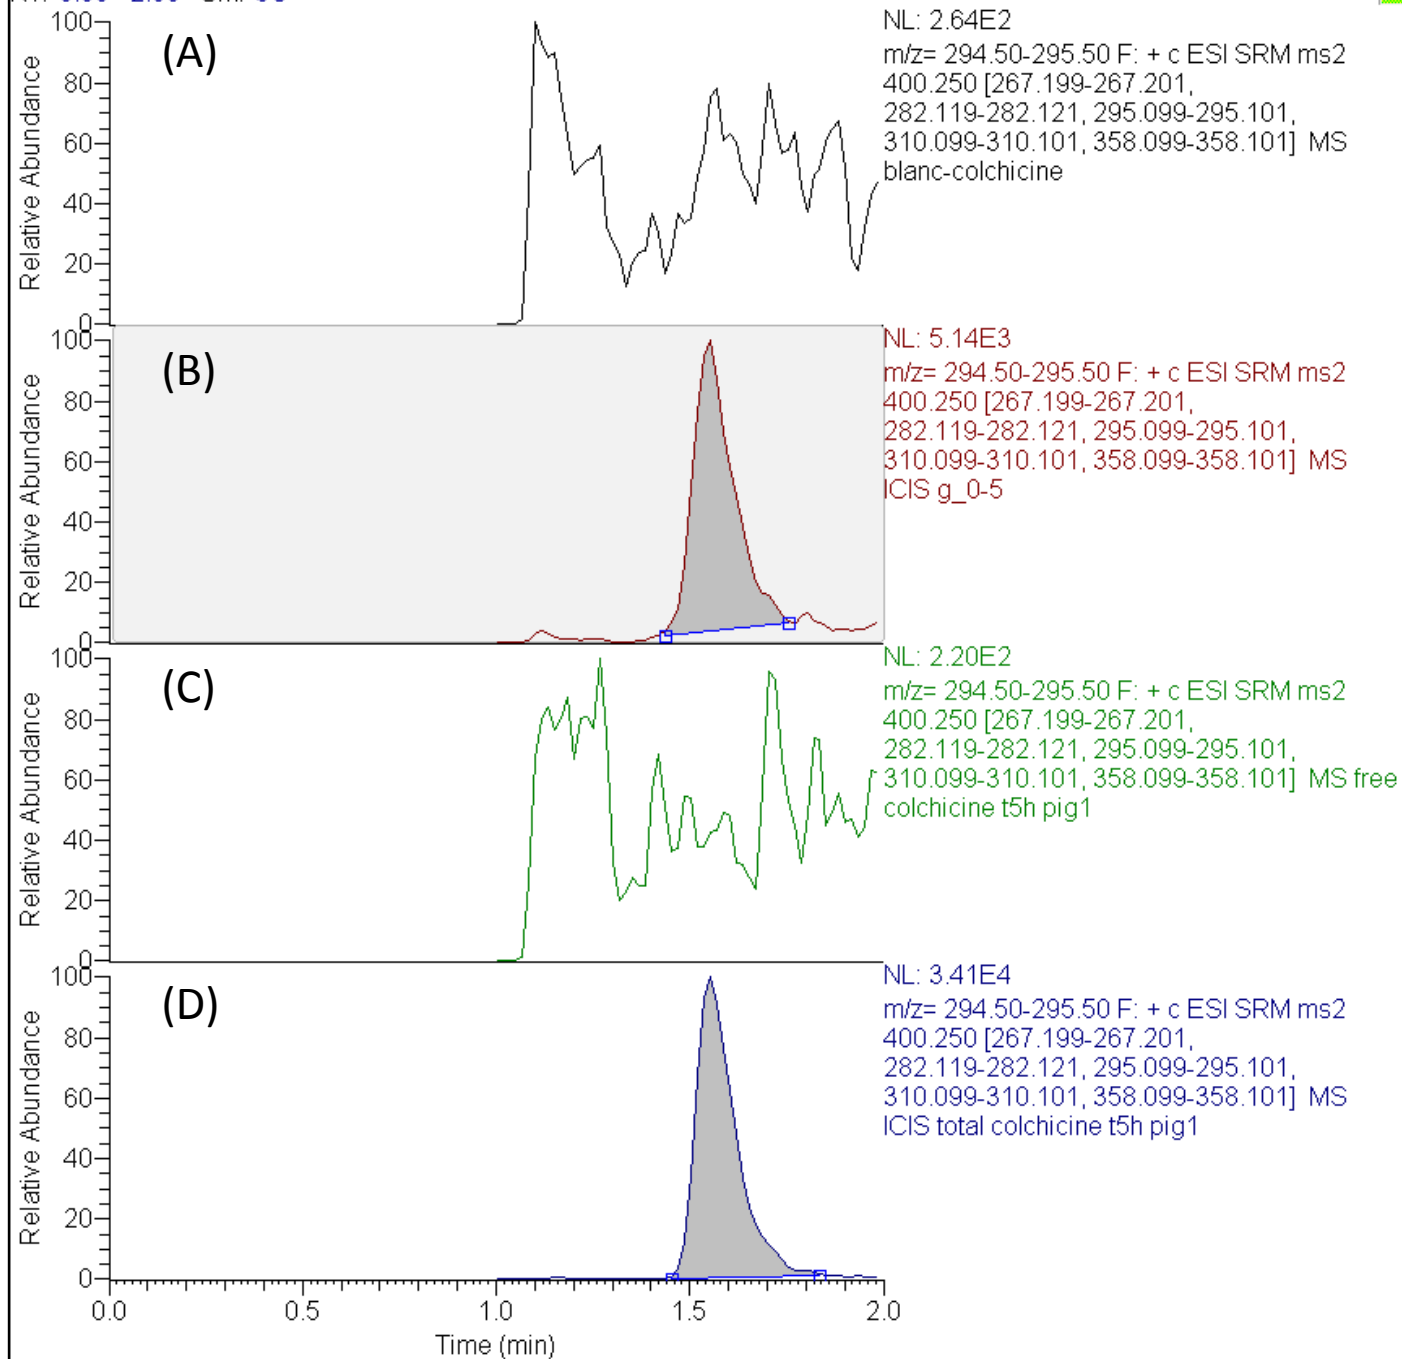 100
80
60
40
20
0
Relative Abundance
(A)
NL: 2.64E2
m/z= 294.50-295.50 F: + c ESI SRM ms2
400.250 [267.199-267.201,
282.119-282.121, 295.099-295.101,
310.099-310.101, 358.099-358.101] MS
blanc-colchicine
100
80
60
40
20
0
Relative Abundance
(B)
NL: 5.14E3
m/z= 294.50-295.50 F: + c ESI SRM ms2
400.250 [267.199-267.201,
282.119-282.121, 295.099-295.101,
310.099-310.101, 358.099-358.101] MS
ICIS g_0-5
100
80
60
40
20
0
Relative Abundance
(C)
NL: 2.20E2
m/z= 294.50-295.50 F: + c ESI SRM ms2
400.250 [267.199-267.201,
282.119-282.121, 295.099-295.101,
310.099-310.101, 358.099-358.101] MS free
colchicine t5h pig1
100
80
60
40
20
0
Relative Abundance
(D)
NL: 3.41E4
m/z= 294.50-295.50 F: + c ESI SRM ms2
400.250 [267.199-267.201,
282.119-282.121, 295.099-295.101,
310.099-310.101, 358.099-358.101] MS
ICIS total colchicine t5h pig1
0.0 0.5 1.0 1.5 2.0
Time (min)